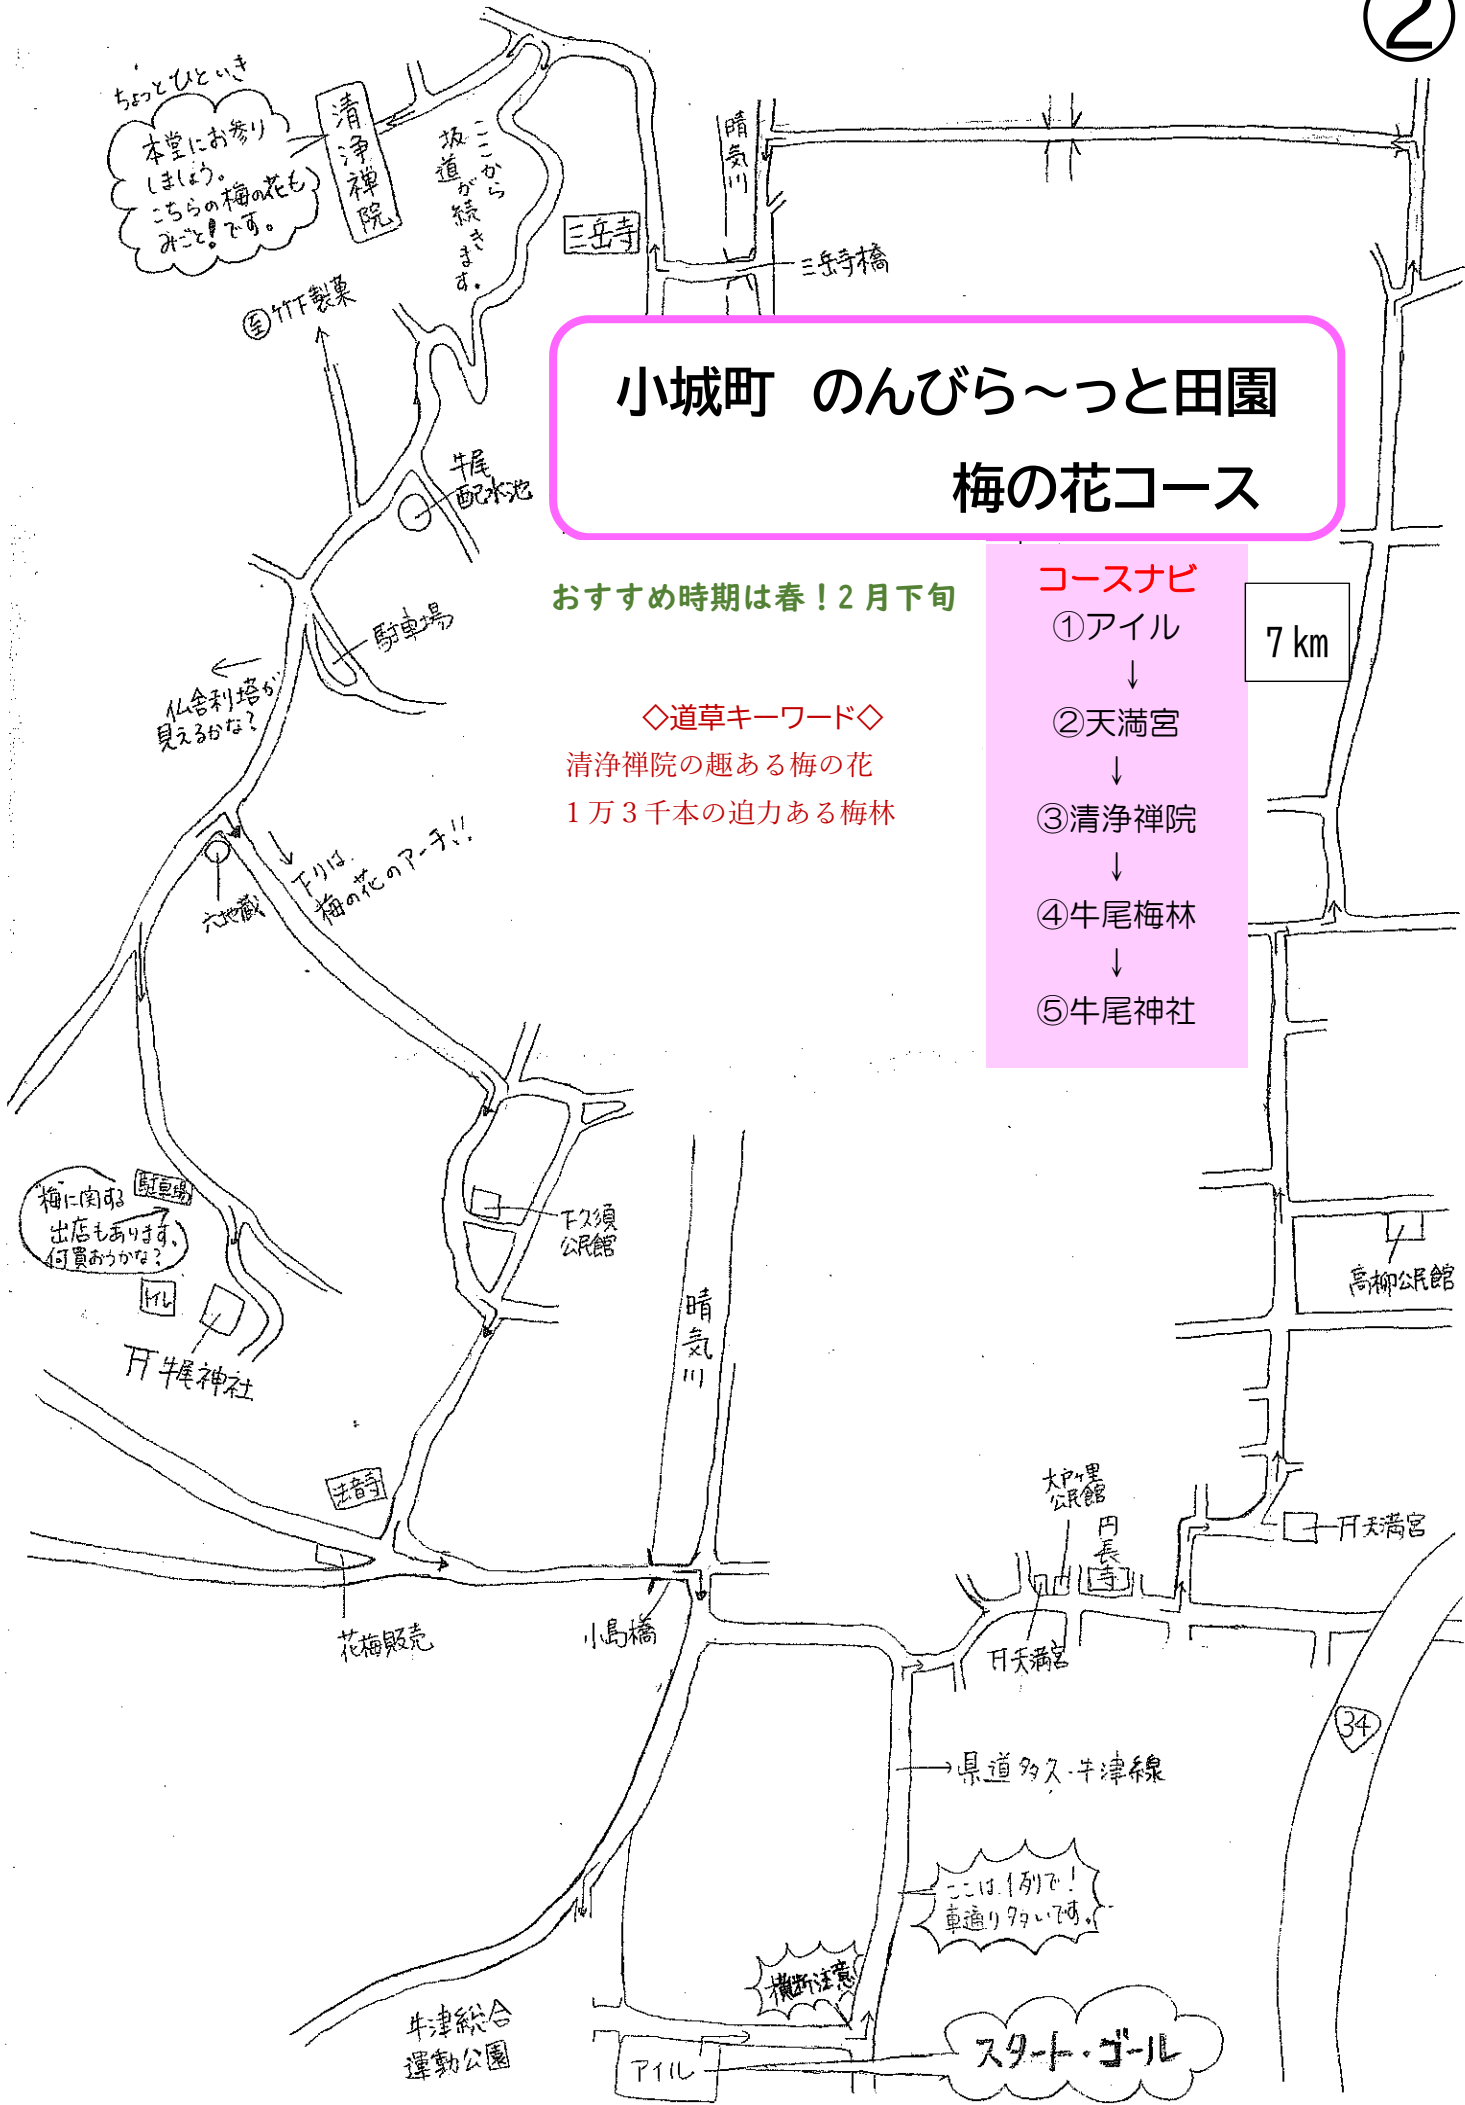 ②
ちょっとひといき
本堂にお参り
しましょう。
こちらの梅の花も
みごと!です。
清浄禅院
ここから
坂道が続きます。
晴気川
三岳寺
三岳寺橋
至竹下製菓
小城町 のんびら～っと田園
梅の花コース
牛尾
配水池
おすすめ時期は春！2月下旬
コースナビ
①アイル
↓
②天満宮
↓
③清浄禅院
↓
④牛尾梅林
↓
⑤牛尾神社
7km
駐車場
仏舎利塔が
見えるかな?
◇道草キーワード◇
清浄禅院の趣ある梅の花
１万３千本の迫力ある梅林
下りは、
梅の花のアーチ!!
六地蔵
梅に関する
出店もあります。
何買おうかな?
駐車場
トイレ
牛尾神社
下久須
公民館
晴気川
高柳公民館
法音寺
花梅販売
小島橋
大戸ヶ里
公民館
円長寺
天満宮
天満宮
34
県道多久・牛津線
ここは、1列で!
車通り多いです。
横断注意
牛津総合
運動公園
アイル
スタート・ゴール